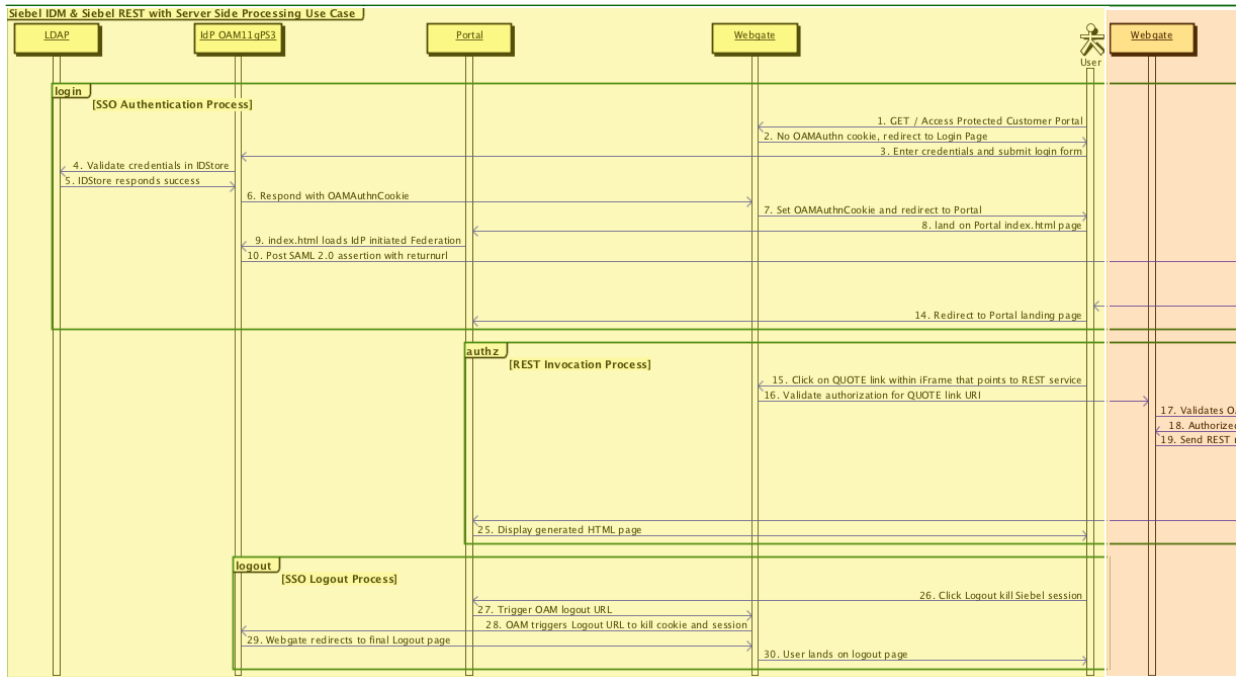 Siebel IDM & Siebel REST with Server Side Processing Use Case
LDAP
IdP OAM11gPS3
Portal
Webgate
User
Webgate
login
[SSO Authentication Process]
1. GET / Access Protected Customer Portal
2. No OAMAuthn cookie, redirect to Login Page
3. Enter credentials and submit login form
4. Validate credentials in IDStore
5. IDStore responds success
6. Respond with OAMAuthnCookie
7. Set OAMAuthnCookie and redirect to Portal
8. land on Portal index.html page
9. index.html loads IdP initiated Federation
10. Post SAML 2.0 assertion with returnurl
14. Redirect to Portal landing page
authz
[REST Invocation Process]
15. Click on QUOTE link within iFrame that points to REST service
16. Validate authorization for QUOTE link URI
17. Validates
18. Authorized
19. Send REST
25. Display generated HTML page
logout
[SSO Logout Process]
26. Click Logout kill Siebel session
27. Trigger OAM logout URL
28. OAM triggers Logout URL to kill cookie and session
29. Webgate redirects to final Logout page
30. User lands on logout page